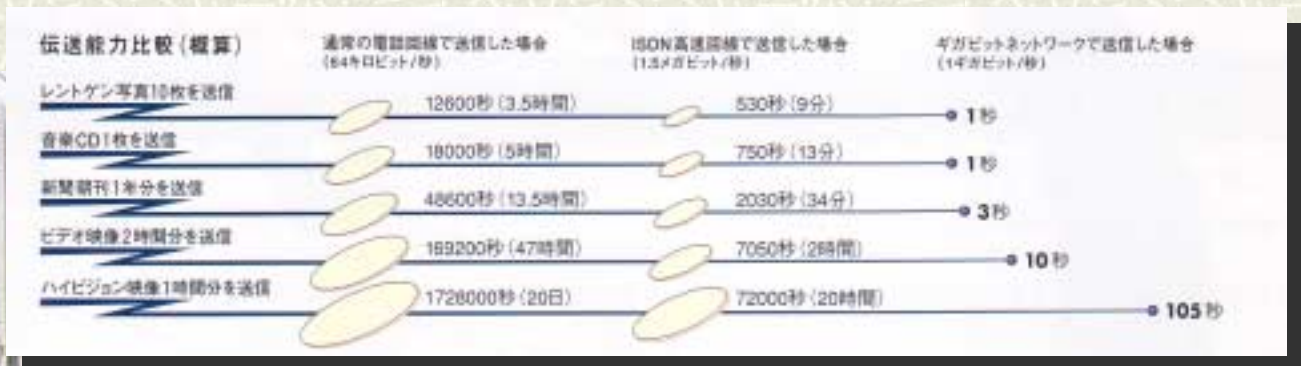 伝送能力比較(概算)
通常の電話回線で送信した場合
(64キロビット/秒)
ISDN高速回線で送信した場合
(1.5メガビット/秒)
ギガビットネットワークで送信した場合
(1ギガビット/秒)
レントゲン写真10枚を送信
12600秒(3.5時間)
530秒(9分)
1秒
音楽CD1枚を送信
18000秒(5時間)
750秒(13分)
1秒
新聞朝刊1年分を送信
48600秒(13.5時間)
2030秒(34分)
3秒
ビデオ映像2時間分を送信
169200秒(47時間)
7050秒(2時間)
10秒
ハイビジョン映像1時間分を送信
1728000秒(20日)
72000秒(20時間)
105秒